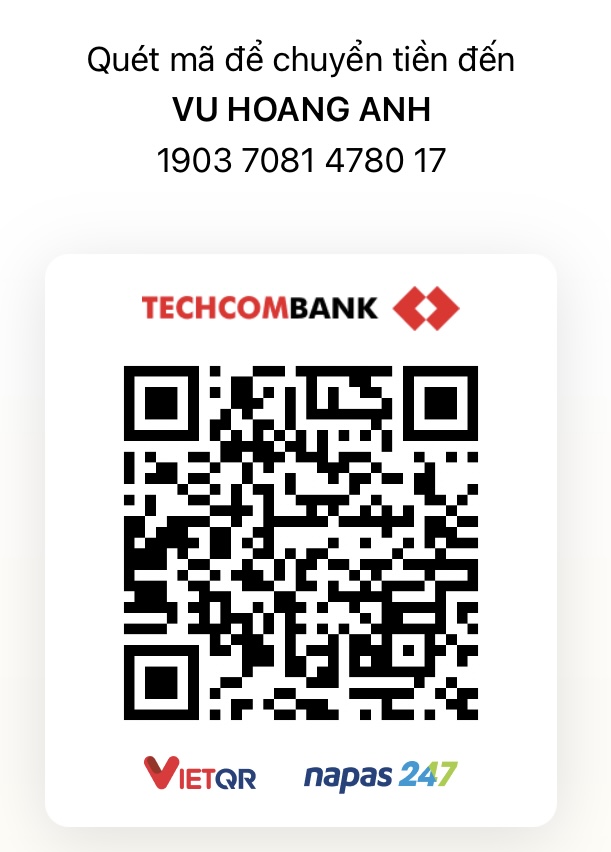 Quét mã để chuyển tiền đến
VU HOANG ANH
1903 7081 4780 17
TECHCOMBANK
VIETQR
napas 247